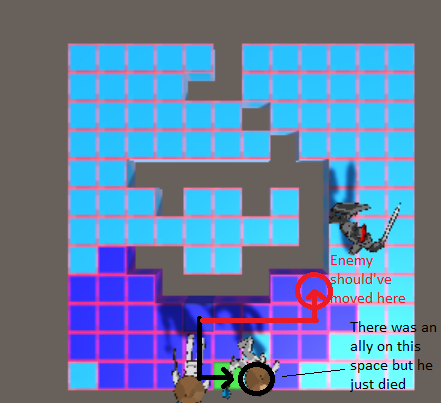 Enemy
should've
moved here
There was an
ally on this
space but he
just died